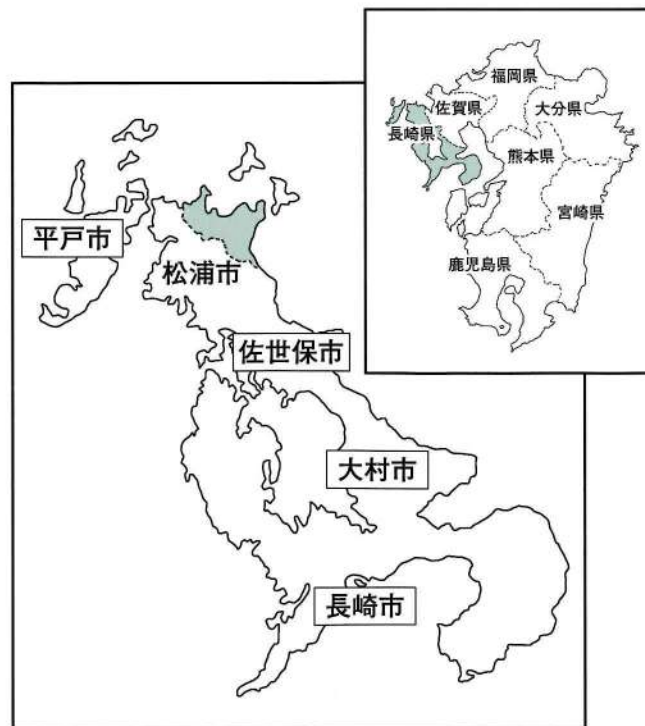 福岡県
佐賀県
大分県
長崎県
熊本県
宮崎県
鹿児島県
平戸市
松浦市
佐世保市
大村市
長崎市